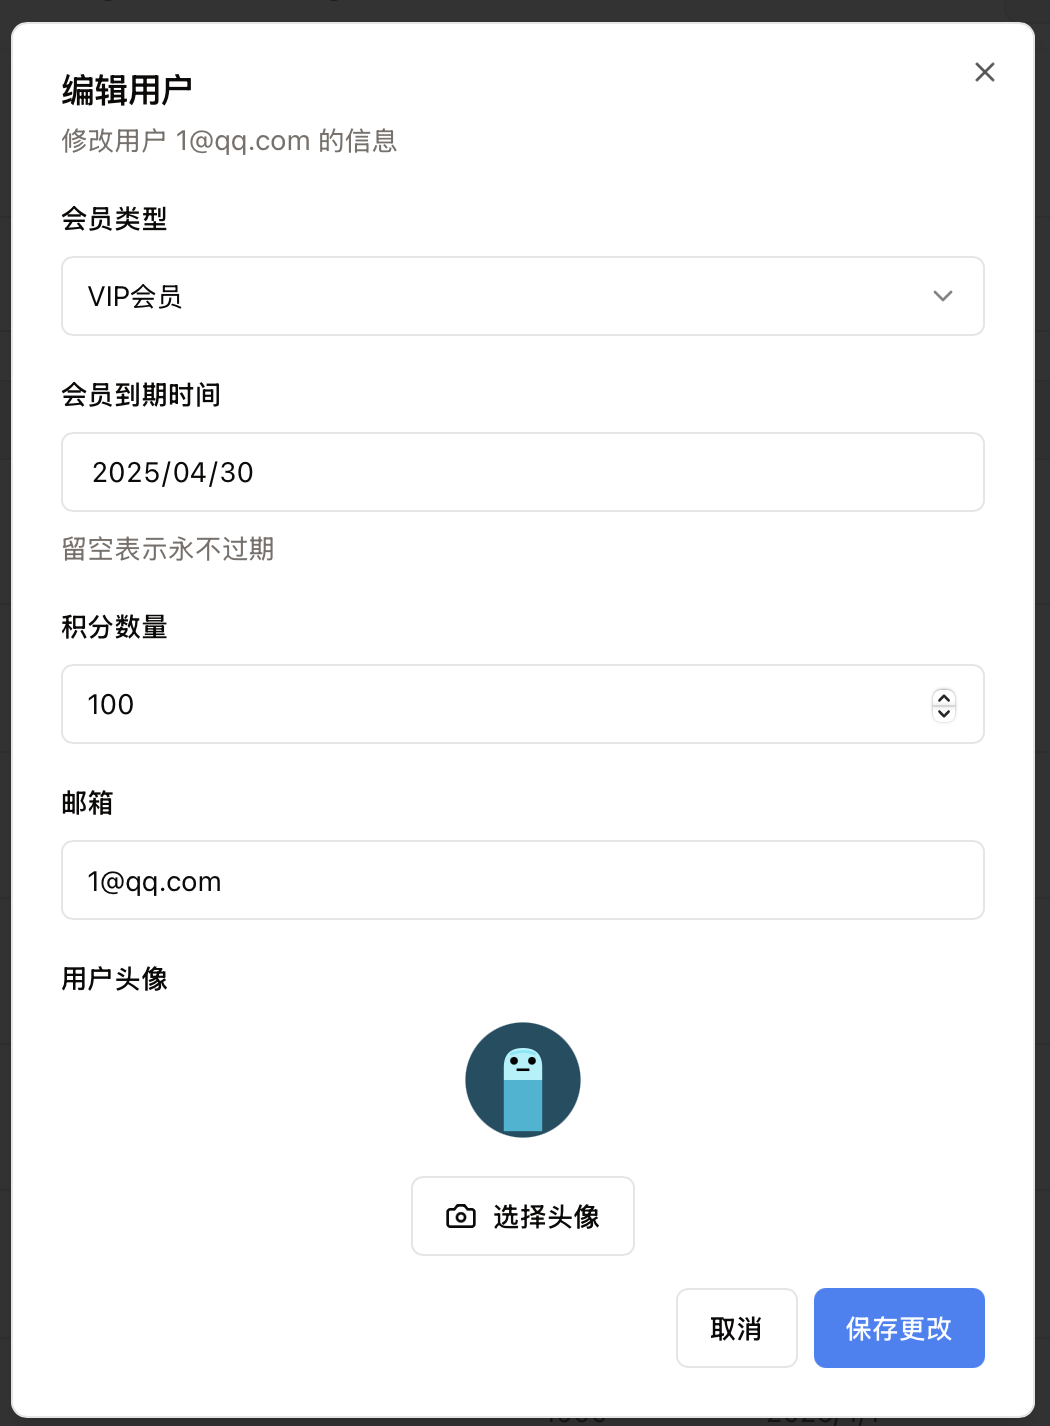 编辑用户
修改用户 1@qq.com 的信息
会员类型
VIP会员
会员到期时间
2025/04/30
留空表示永不过期
积分数量
100
邮箱
1@qq.com
用户头像
选择头像
取消
保存更改